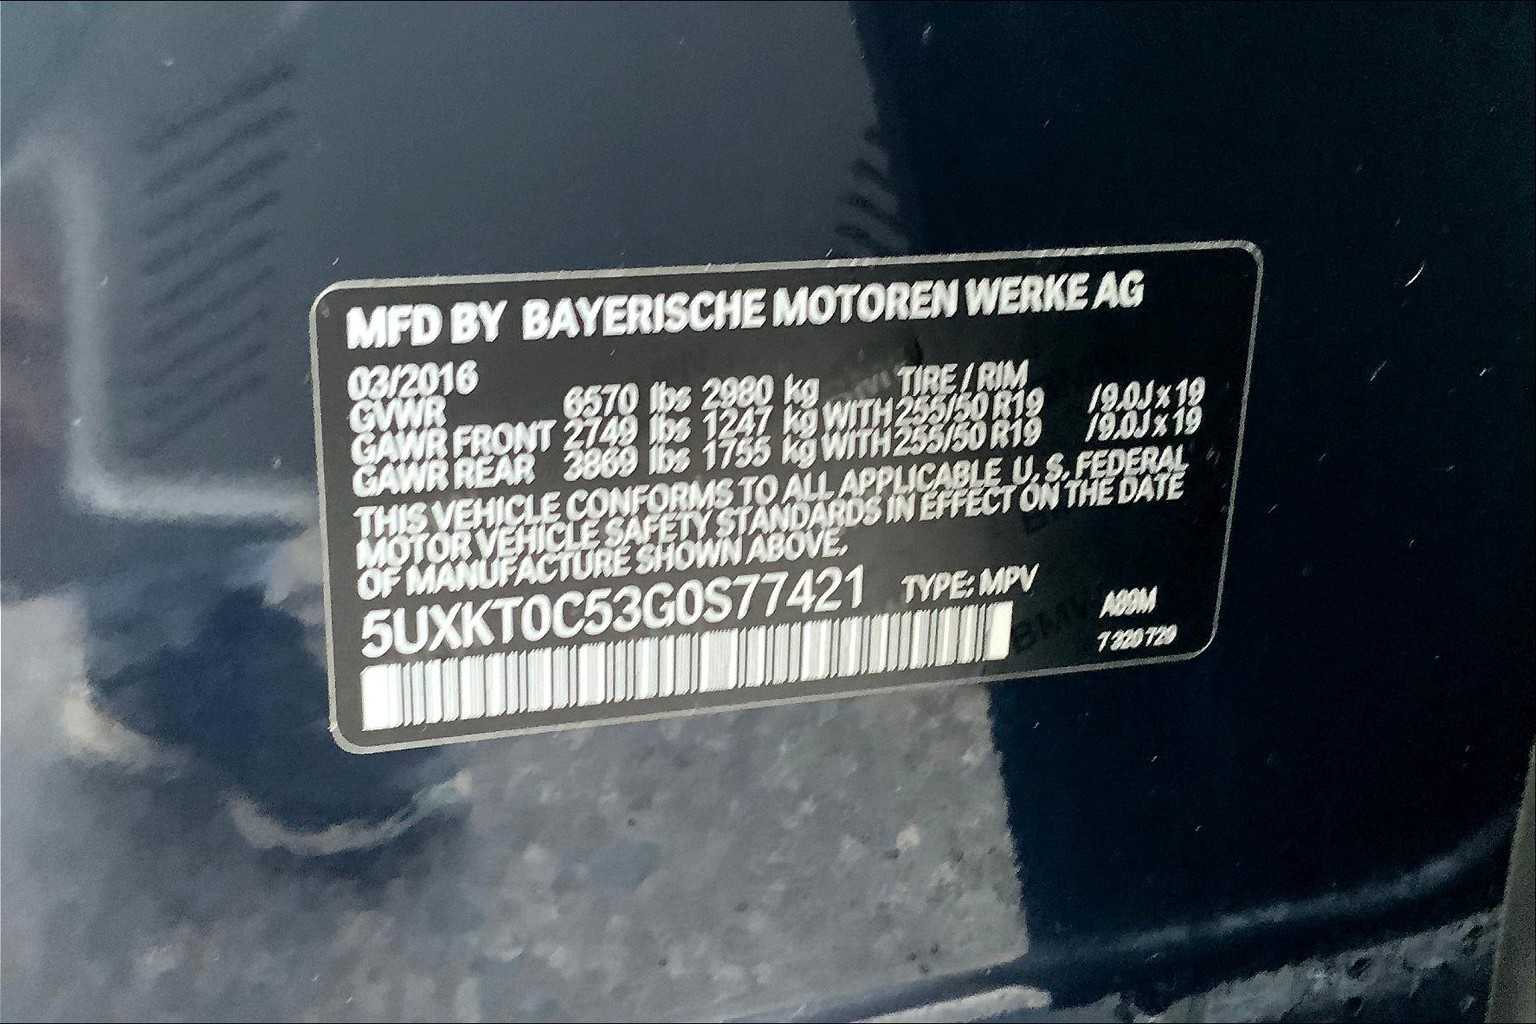 MFD BY BAYERISCHE MOTOREN WERKE AG
03/2016 TIRE / RIM
GVWR 6570 lbs 2980 kg
GAWR FRONT 2749 lbs 1247 kg WITH 255/50 R19 /9.0J x 19
GAWR REAR 3869 lbs 1755 kg WITH 255/50 R19 /9.0J x 19
THIS VEHICLE CONFORMS TO ALL APPLICABLE U.S. FEDERAL
MOTOR VEHICLE SAFETY STANDARDS IN EFFECT ON THE DATE
OF MANUFACTURE SHOWN ABOVE.
5UXKT0C53G0S77421 TYPE: MPV
A89M
7 320 729